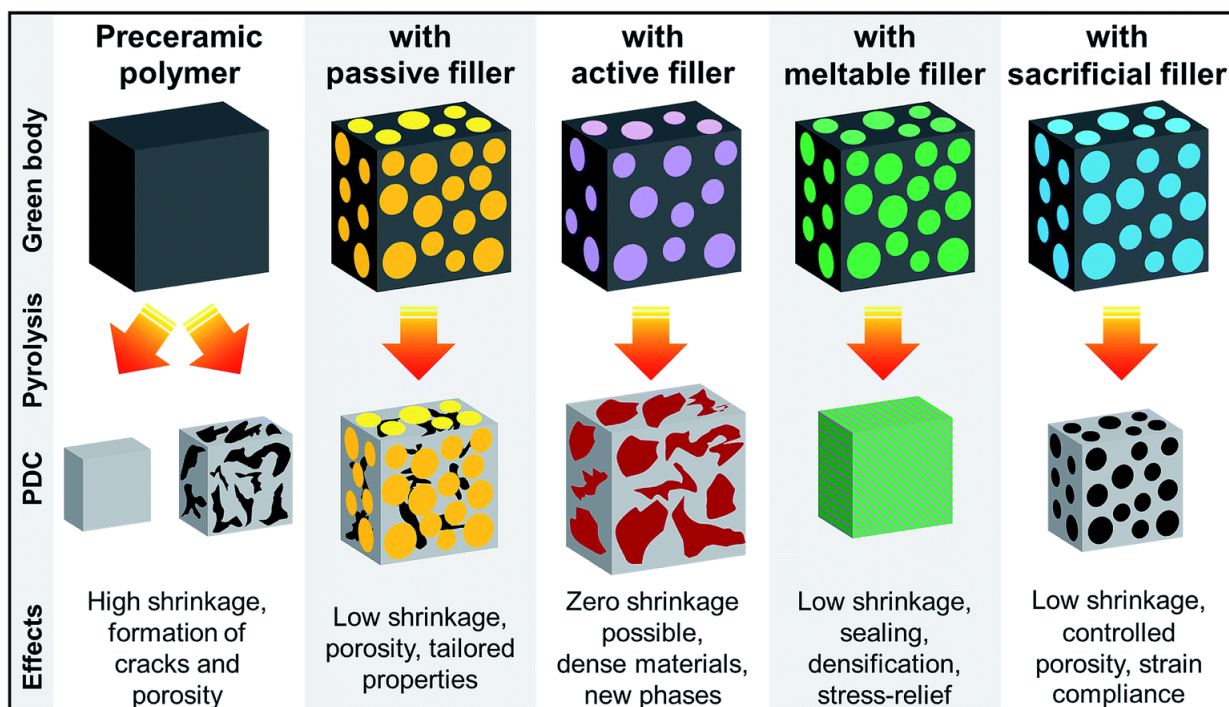 Preceramic
polymer
with
passive filler
with
active filler
with
meltable filler
with
sacrificial filler
Green body
Pyrolysis
PDC
Effects
High shrinkage,
formation of
cracks and
porosity
Low shrinkage,
porosity, tailored
properties
Zero shrinkage
possible,
dense materials,
new phases
Low shrinkage,
sealing,
densification,
stress-relief
Low shrinkage,
controlled
porosity, strain
compliance